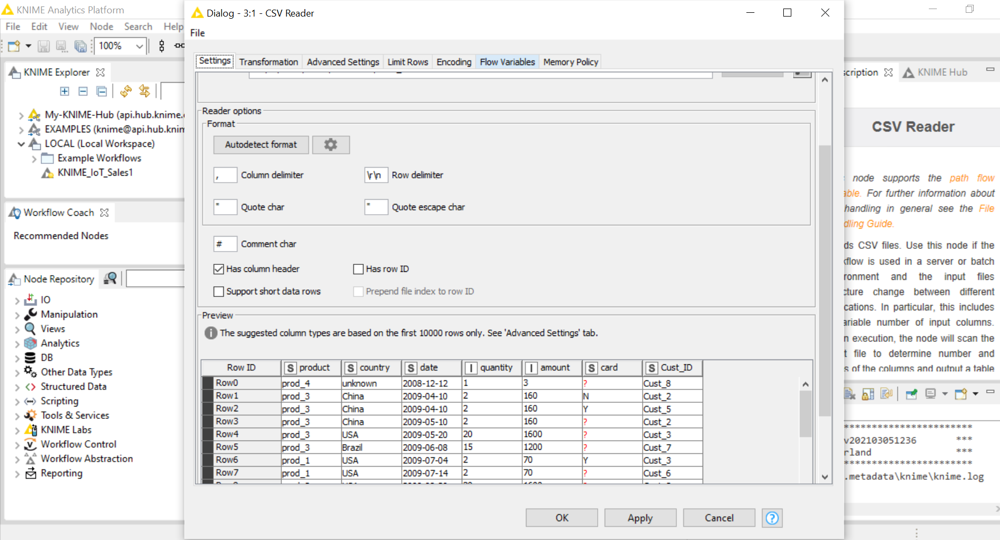 KNIME Analytics Platform
File Edit View Node Search Help
100%
KNIME Explorer
My-KNIME-Hub (api.hub.knime.
EXAMPLES (knime@api.hub.knim
LOCAL (Local Workspace)
Example Workflows
KNIME_IoT_Sales1
Workflow Coach
Recommended Nodes
Node Repository
IO
Manipulation
Views
Analytics
DB
Other Data Types
Structured Data
Scripting
Tools & Services
KNIME Labs
Workflow Control
Workflow Abstraction
Reporting
Dialog - 3:1 - CSV Reader
File
Settings Transformation Advanced Settings Limit Rows Encoding Flow Variables Memory Policy
Reader options
Format
Autodetect format
, Column delimiter \r\n Row delimiter
" Quote char " Quote escape char
# Comment char
Has column header Has row ID
Support short data rows Prepend file index to row ID
Preview
The suggested column types are based on the first 10000 rows only. See 'Advanced Settings' tab.
Row ID S product S country S date I quantity I amount S card S Cust_ID
Row0 prod_4 unknown 2008-12-12 1 3 ? Cust_8
Row1 prod_3 China 2009-04-10 2 160 N Cust_2
Row2 prod_3 China 2009-04-10 2 160 Y Cust_5
Row3 prod_3 China 2009-05-10 2 160 ? Cust_2
Row4 prod_3 USA 2009-05-20 20 1600 ? Cust_3
Row5 prod_3 Brazil 2009-06-08 15 1200 ? Cust_7
Row6 prod_1 USA 2009-07-04 2 70 Y Cust_3
Row7 prod_1 USA 2009-07-14 2 70 ? Cust_6
OK Apply Cancel ?
scription KNIME Hub
CSV Reader
node supports the path flow
able. For further information about
handling in general see the File
dling Guide.
ds CSV files. Use this node if the
kflow is used in a server or batch
ronment and the input files
cture change between different
cations. In particular, this includes
ariable number of input columns.
n execution, the node will scan the
t file to determine number and
s of the columns and output a table
***********************
v202103051236 ***
rland ***
***********************
.metadata\knime\knime.log